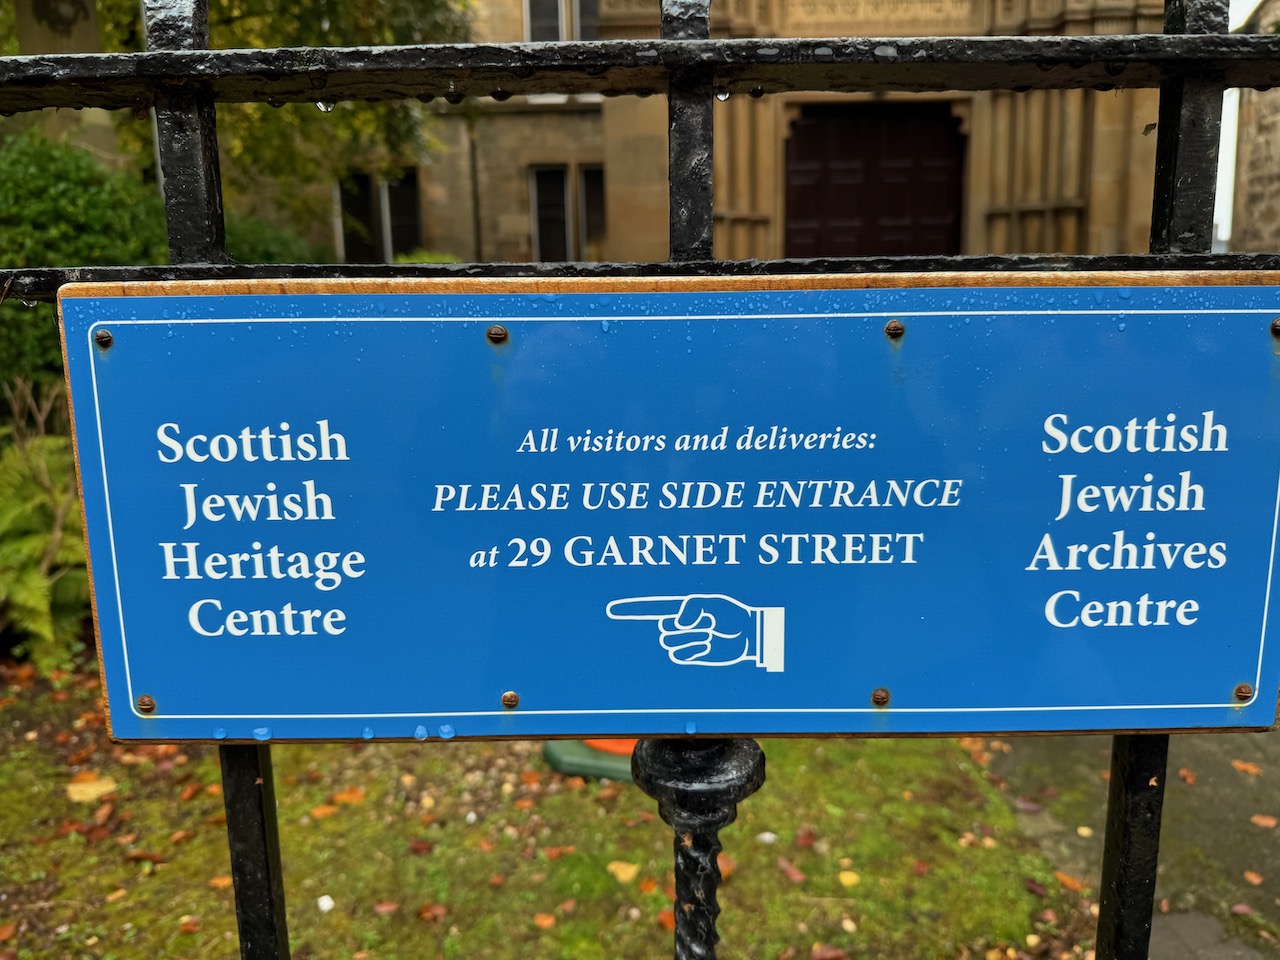 Scottish
Jewish
Heritage
Centre
All visitors and deliveries:
PLEASE USE SIDE ENTRANCE
at 29 GARNET STREET
Scottish
Jewish
Archives
Centre